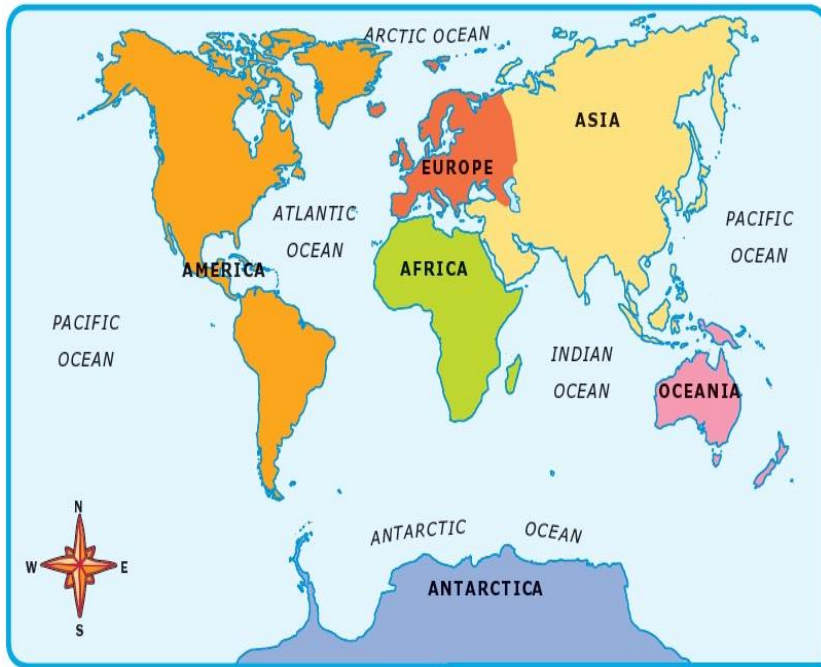 ARCTIC OCEAN
ASIA
EUROPE
ATLANTIC
OCEAN
PACIFIC
OCEAN
AMERICA
AFRICA
PACIFIC
OCEAN
INDIAN
OCEAN
OCEANIA
N
W E
S
ANTARCTIC OCEAN
ANTARCTICA